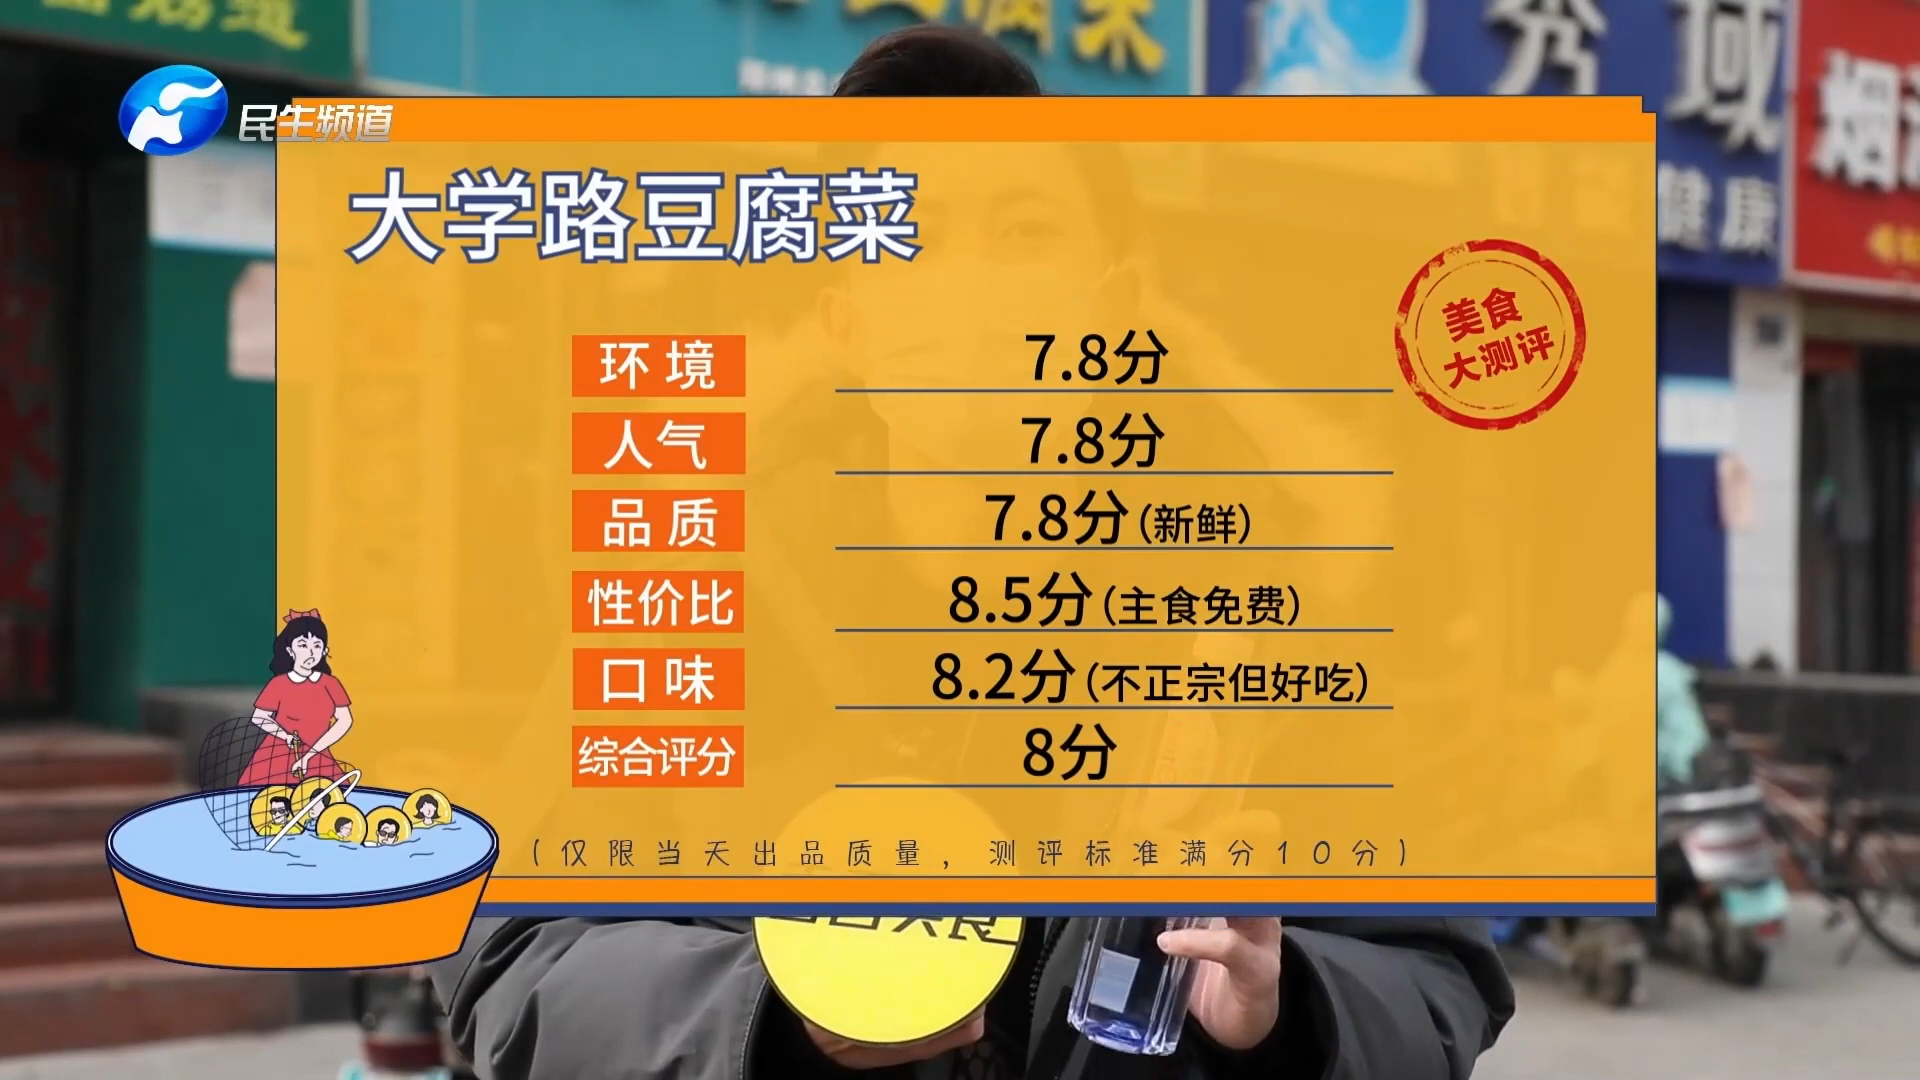 民生频道
秀域
健康
大学路豆腐菜
美食
大测评
环境 7.8分
人气 7.8分
品质 7.8分(新鲜)
性价比 8.5分(主食免费)
口味 8.2分(不正宗但好吃)
综合评分 8分
(仅限当天出品质量,测评标准满分10分)